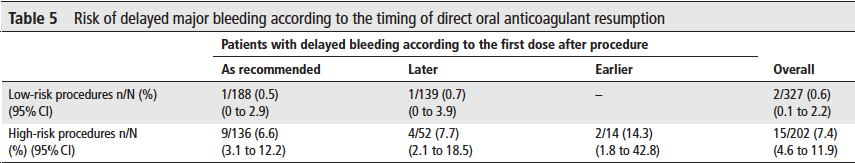 Table 5 Risk of delayed major bleeding according to the timing of direct oral anticoagulant resumption
Patients with delayed bleeding according to the first dose after procedure
As recommended Later Earlier Overall
Low-risk procedures n/N (%) 1/188 (0.5) 1/139 (0.7) – 2/327 (0.6)
(95% CI) (0 to 2.9) (0 to 3.9) (0.1 to 2.2)
High-risk procedures n/N 9/136 (6.6) 4/52 (7.7) 2/14 (14.3) 15/202 (7.4)
(%) (95% CI) (3.1 to 12.2) (2.1 to 18.5) (1.8 to 42.8) (4.6 to 11.9)